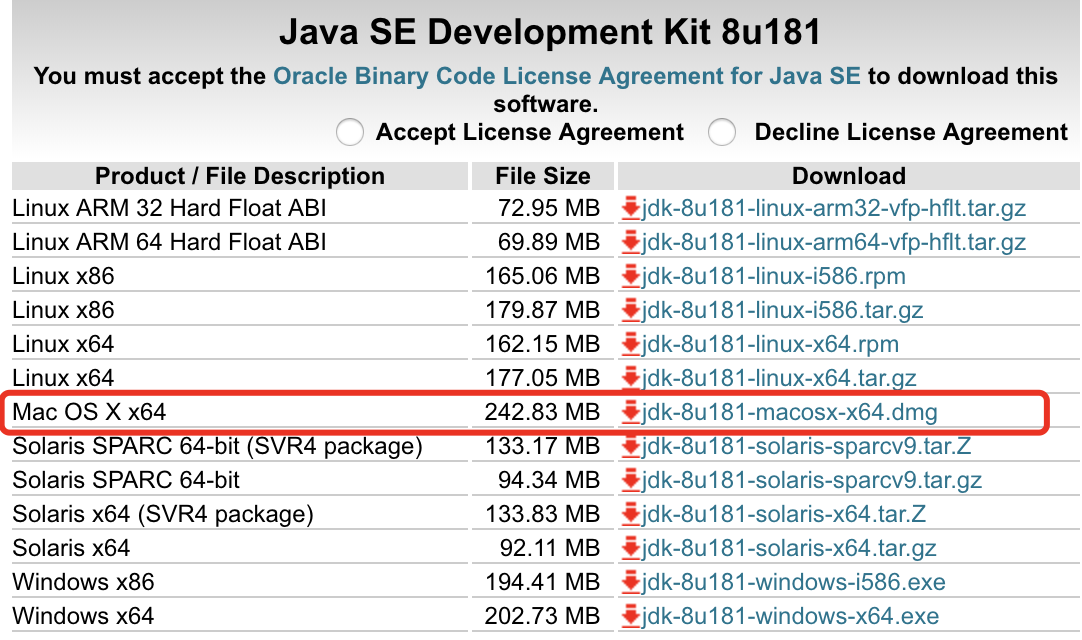 Java SE Development Kit 8u181
You must accept the Oracle Binary Code License Agreement for Java SE to download this
software.
Accept License Agreement Decline License Agreement
Product / File Description File Size Download
Linux ARM 32 Hard Float ABI 72.95 MB jdk-8u181-linux-arm32-vfp-hflt.tar.gz
Linux ARM 64 Hard Float ABI 69.89 MB jdk-8u181-linux-arm64-vfp-hflt.tar.gz
Linux x86 165.06 MB jdk-8u181-linux-i586.rpm
Linux x86 179.87 MB jdk-8u181-linux-i586.tar.gz
Linux x64 162.15 MB jdk-8u181-linux-x64.rpm
Linux x64 177.05 MB jdk-8u181-linux-x64.tar.gz
Mac OS X x64 242.83 MB jdk-8u181-macosx-x64.dmg
Solaris SPARC 64-bit (SVR4 package) 133.17 MB jdk-8u181-solaris-sparcv9.tar.Z
Solaris SPARC 64-bit 94.34 MB jdk-8u181-solaris-sparcv9.tar.gz
Solaris x64 (SVR4 package) 133.83 MB jdk-8u181-solaris-x64.tar.Z
Solaris x64 92.11 MB jdk-8u181-solaris-x64.tar.gz
Windows x86 194.41 MB jdk-8u181-windows-i586.exe
Windows x64 202.73 MB jdk-8u181-windows-x64.exe